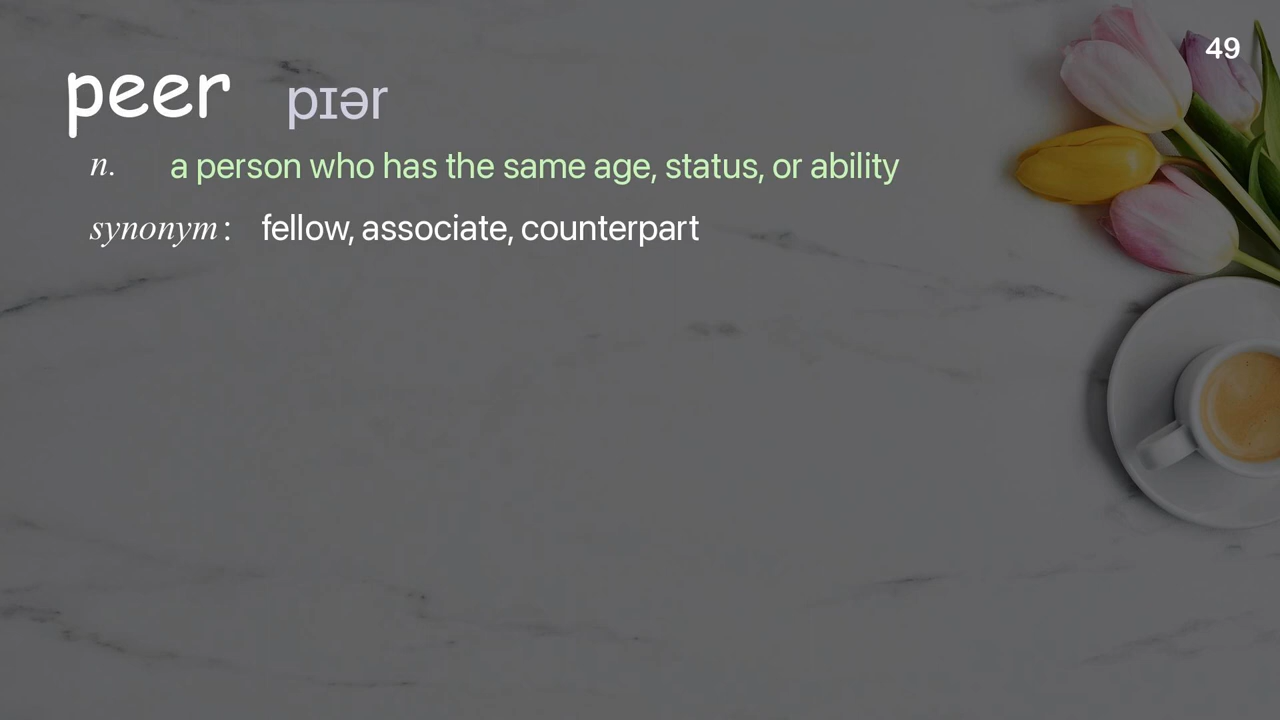 49
peer pɪər
n. a person who has the same age, status, or ability
synonym: fellow, associate, counterpart